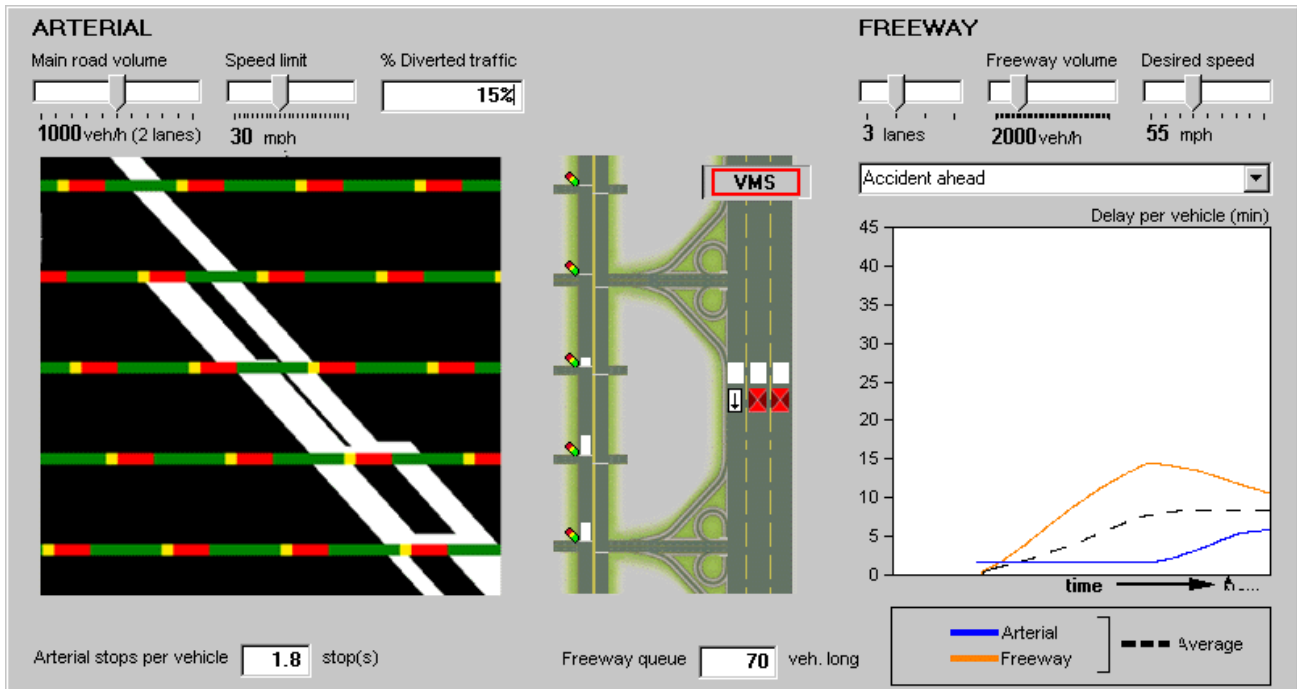 ARTERIAL
Main road volume
Speed limit
% Diverted traffic
15%
1000 veh/h (2 lanes)
30 mph
VMS
FREEWAY
Freeway volume
Desired speed
3 lanes
2000 veh/h
55 mph
Accident ahead
Delay per vehicle (min)
45
40
35
30
25
20
15
10
5
0
time
Arterial
Freeway
Average
Arterial stops per vehicle 1.8 stop(s)
Freeway queue 70 veh. long